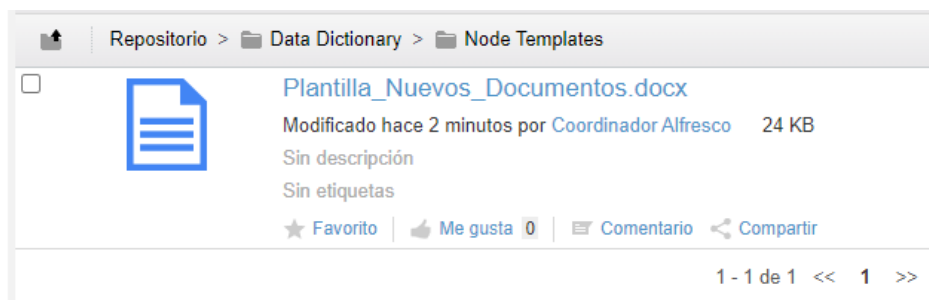 Repositorio > Data Dictionary > Node Templates
Plantilla_Nuevos_Documentos.docx
Modificado hace 2 minutos por Coordinador Alfresco 24 KB
Sin descripción
Sin etiquetas
Favorito Me gusta 0 Comentario Compartir
1 - 1 de 1 << 1 >>